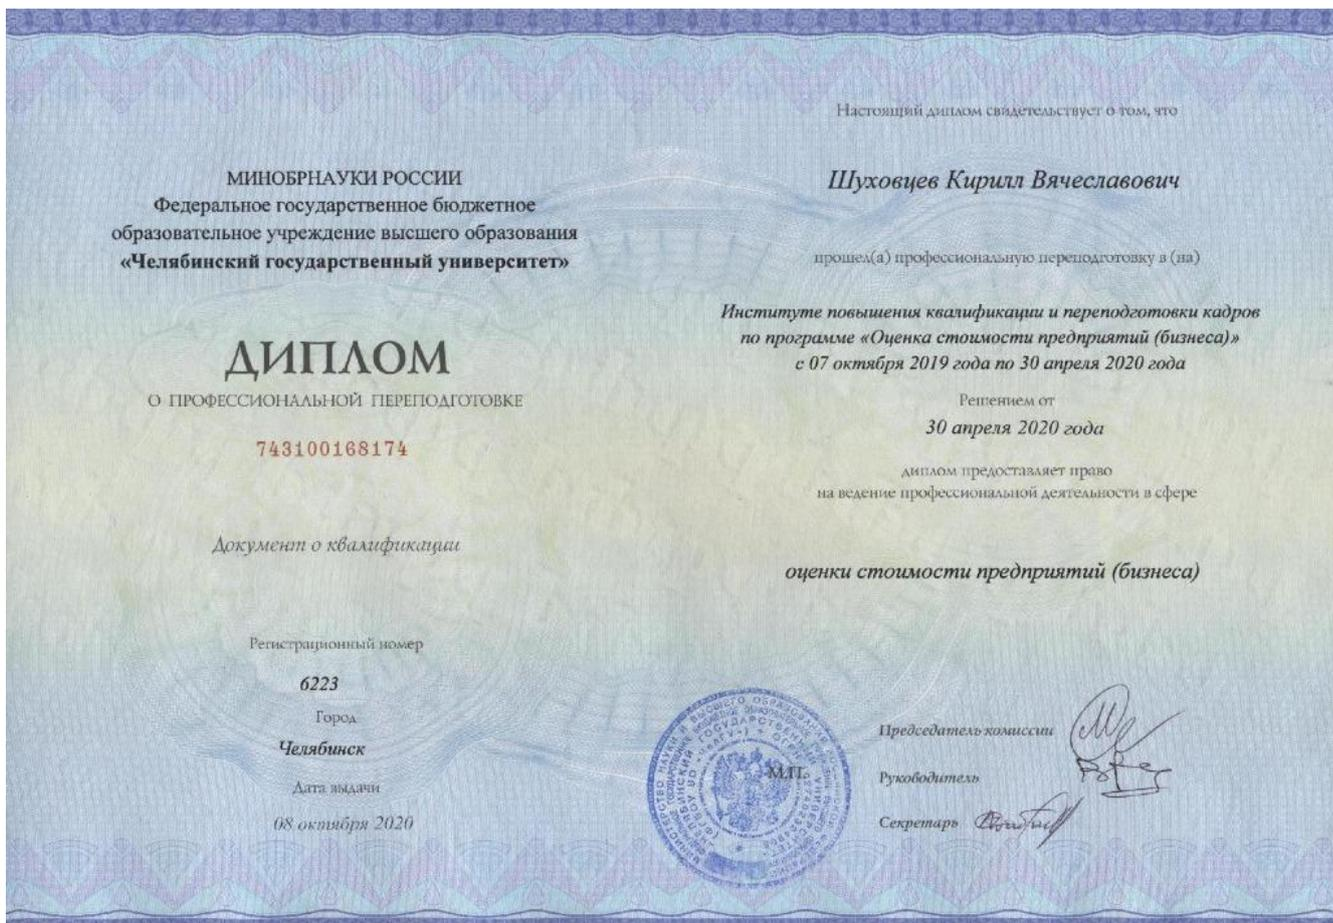 МИНОБРНАУКИ РОССИИ
Федеральное государственное бюджетное
образовательное учреждение высшего образования
«Челябинский государственный университет»
ДИПЛОМ
О ПРОФЕССИОНАЛЬНОЙ ПЕРЕПОДГОТОВКЕ
743100168174
Документ о квалификации
Регистрационный номер
6223
Город
Челябинск
Дата выдачи
08 октября 2020
Настоящий диплом свидетельствует о том, что
Шуховцев Кирилл Вячеславович
прошел(а) профессиональную переподготовку в (на)
Институте повышения квалификации и переподготовки кадров
по программе «Оценка стоимости предприятий (бизнеса)»
с 07 октября 2019 года по 30 апреля 2020 года
Решением от
30 апреля 2020 года
диплом предоставляет право
на ведение профессиональной деятельности в сфере
оценки стоимости предприятий (бизнеса)
М.П.
Председатель комиссии
Руководитель
Секретарь